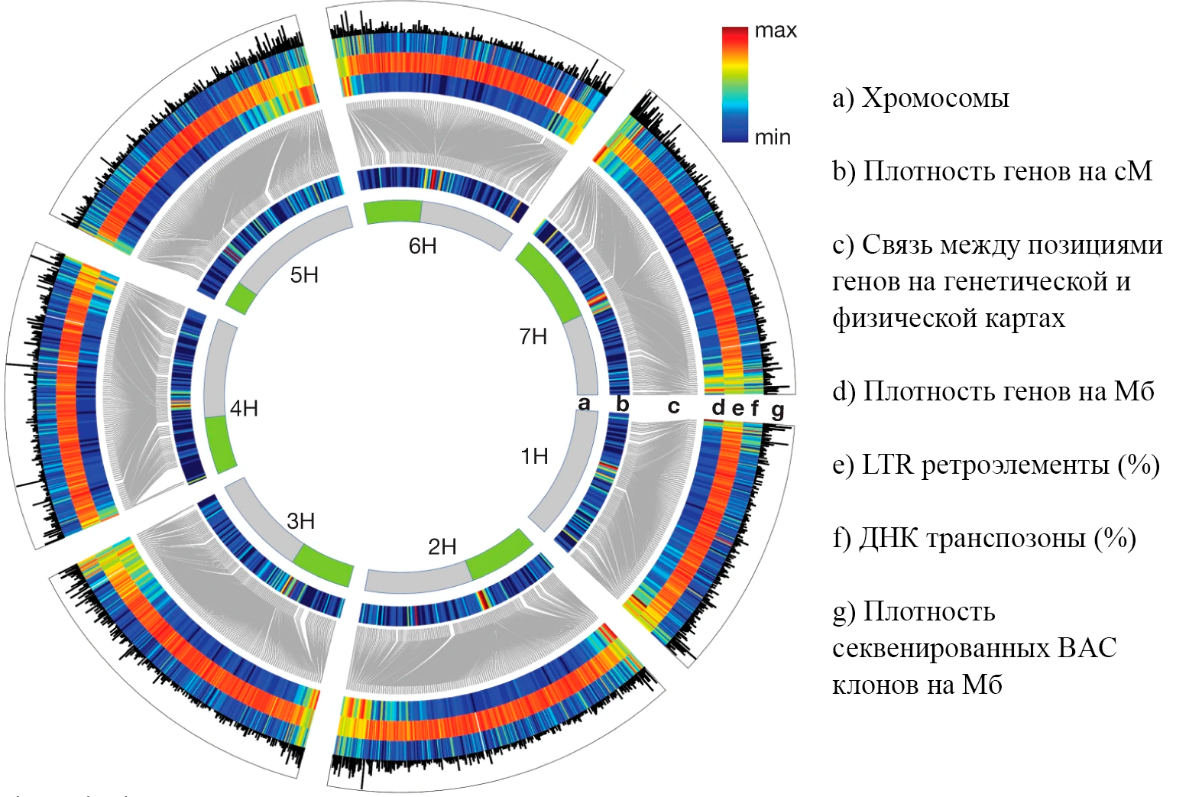 max
min
6H
5H
7H
4H
1H
3H
2H
a b c d e f g
a) Хромосомы
b) Плотность генов на сМ
c) Связь между позициями
генов на генетической и
физической картах
d) Плотность генов на Мб
e) LTR ретроэлементы (%)
f) ДНК транспозоны (%)
g) Плотность
секвенированных BAC
клонов на Мб